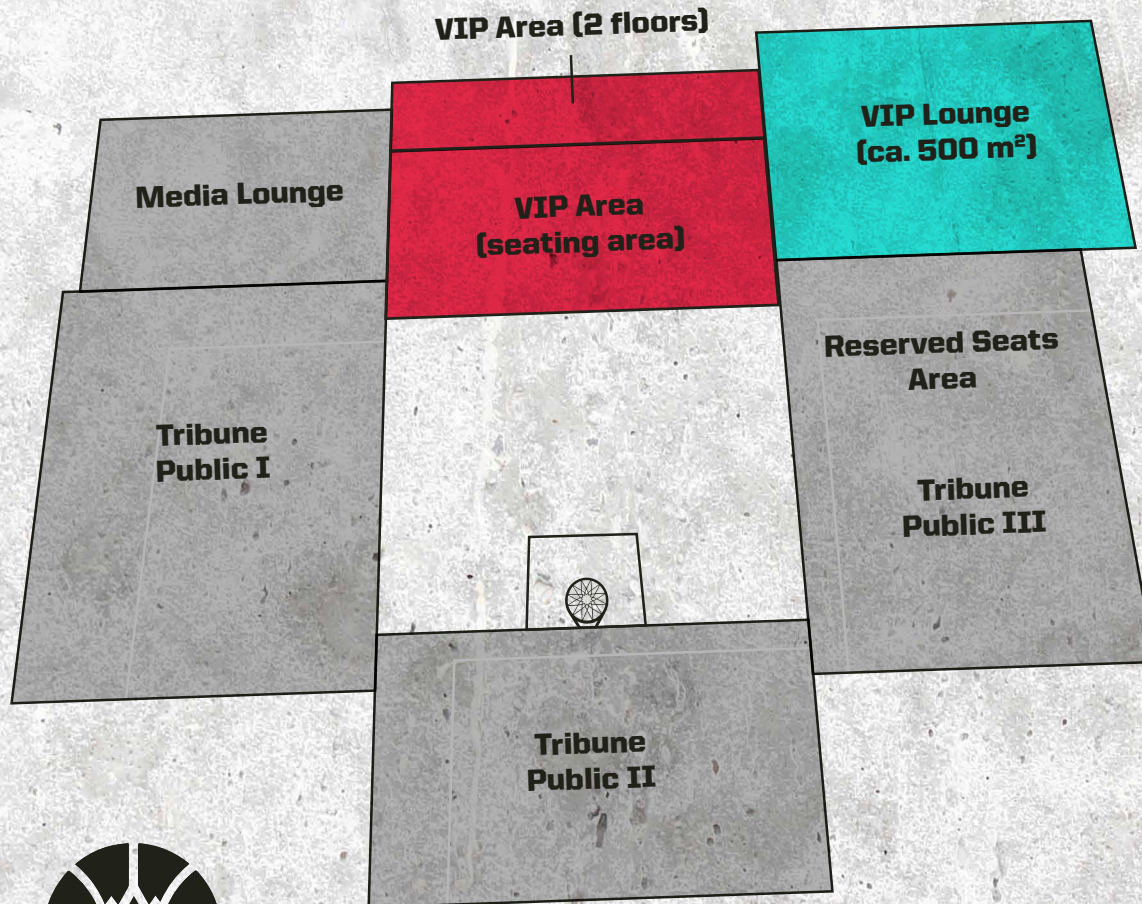 VIP Area (2 floors)
VIP Lounge
(ca. 500 m²)
Media Lounge
VIP Area
(seating area)
Reserved Seats
Area
Tribune
Public I
Tribune
Public III
Tribune
Public II